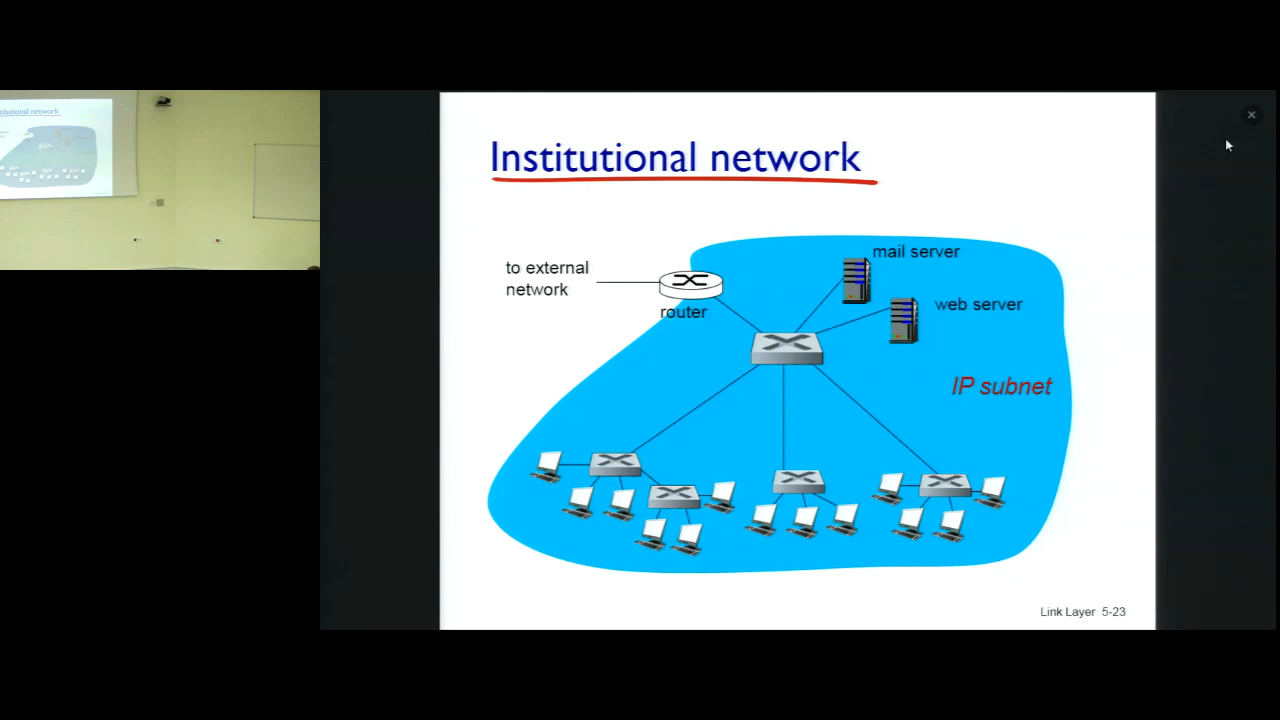 Institutional network
to external
network
router
mail server
web server
IP subnet
Link Layer 5-23